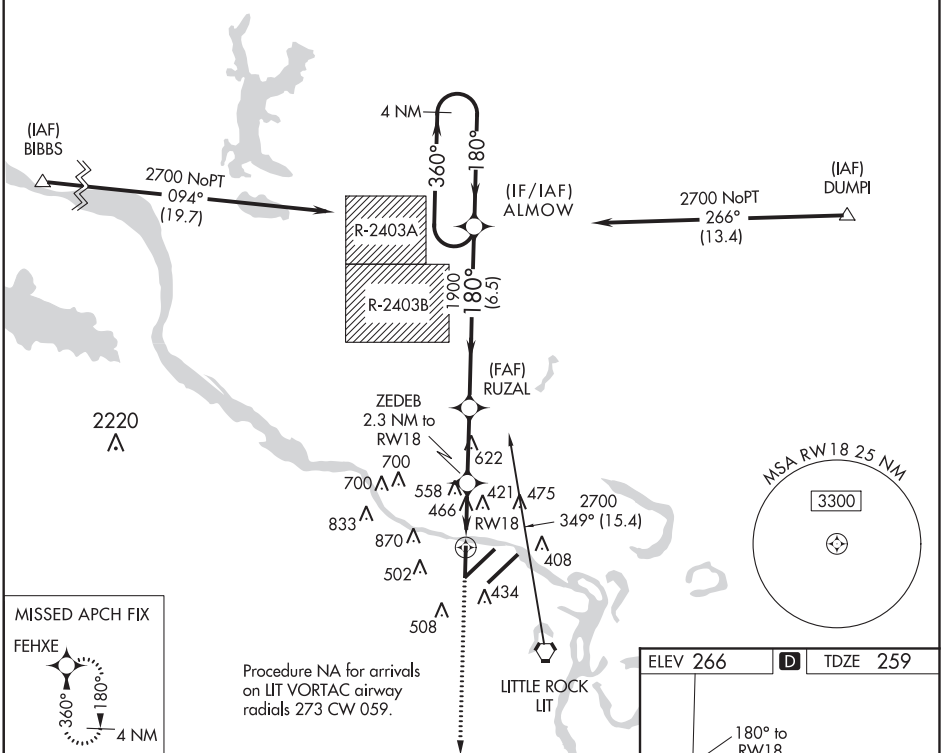 (IAF)
BIBBS
2700 NoPT
094°
(19.7)
4 NM
360°
180°
(IF/IAF)
ALMOW
2700 NoPT
266°
(13.4)
(IAF)
DUMPI
R-2403A
R-2403B
1900
180°
(6.5)
(FAF)
RUZAL
ZEDEB
2.3 NM to
RW18
2220
622
700
700
558
466
421
475
RW18
833
870
502
408
434
508
2700
349° (15.4)
MSA RW18 25 NM
3300
LITTLE ROCK
LIT
MISSED APCH FIX
FEHXE
360°
180°
4 NM
Procedure NA for arrivals
on LIT VORTAC airway
radials 273 CW 059.
ELEV 266 D TDZE 259
180° to
RW18